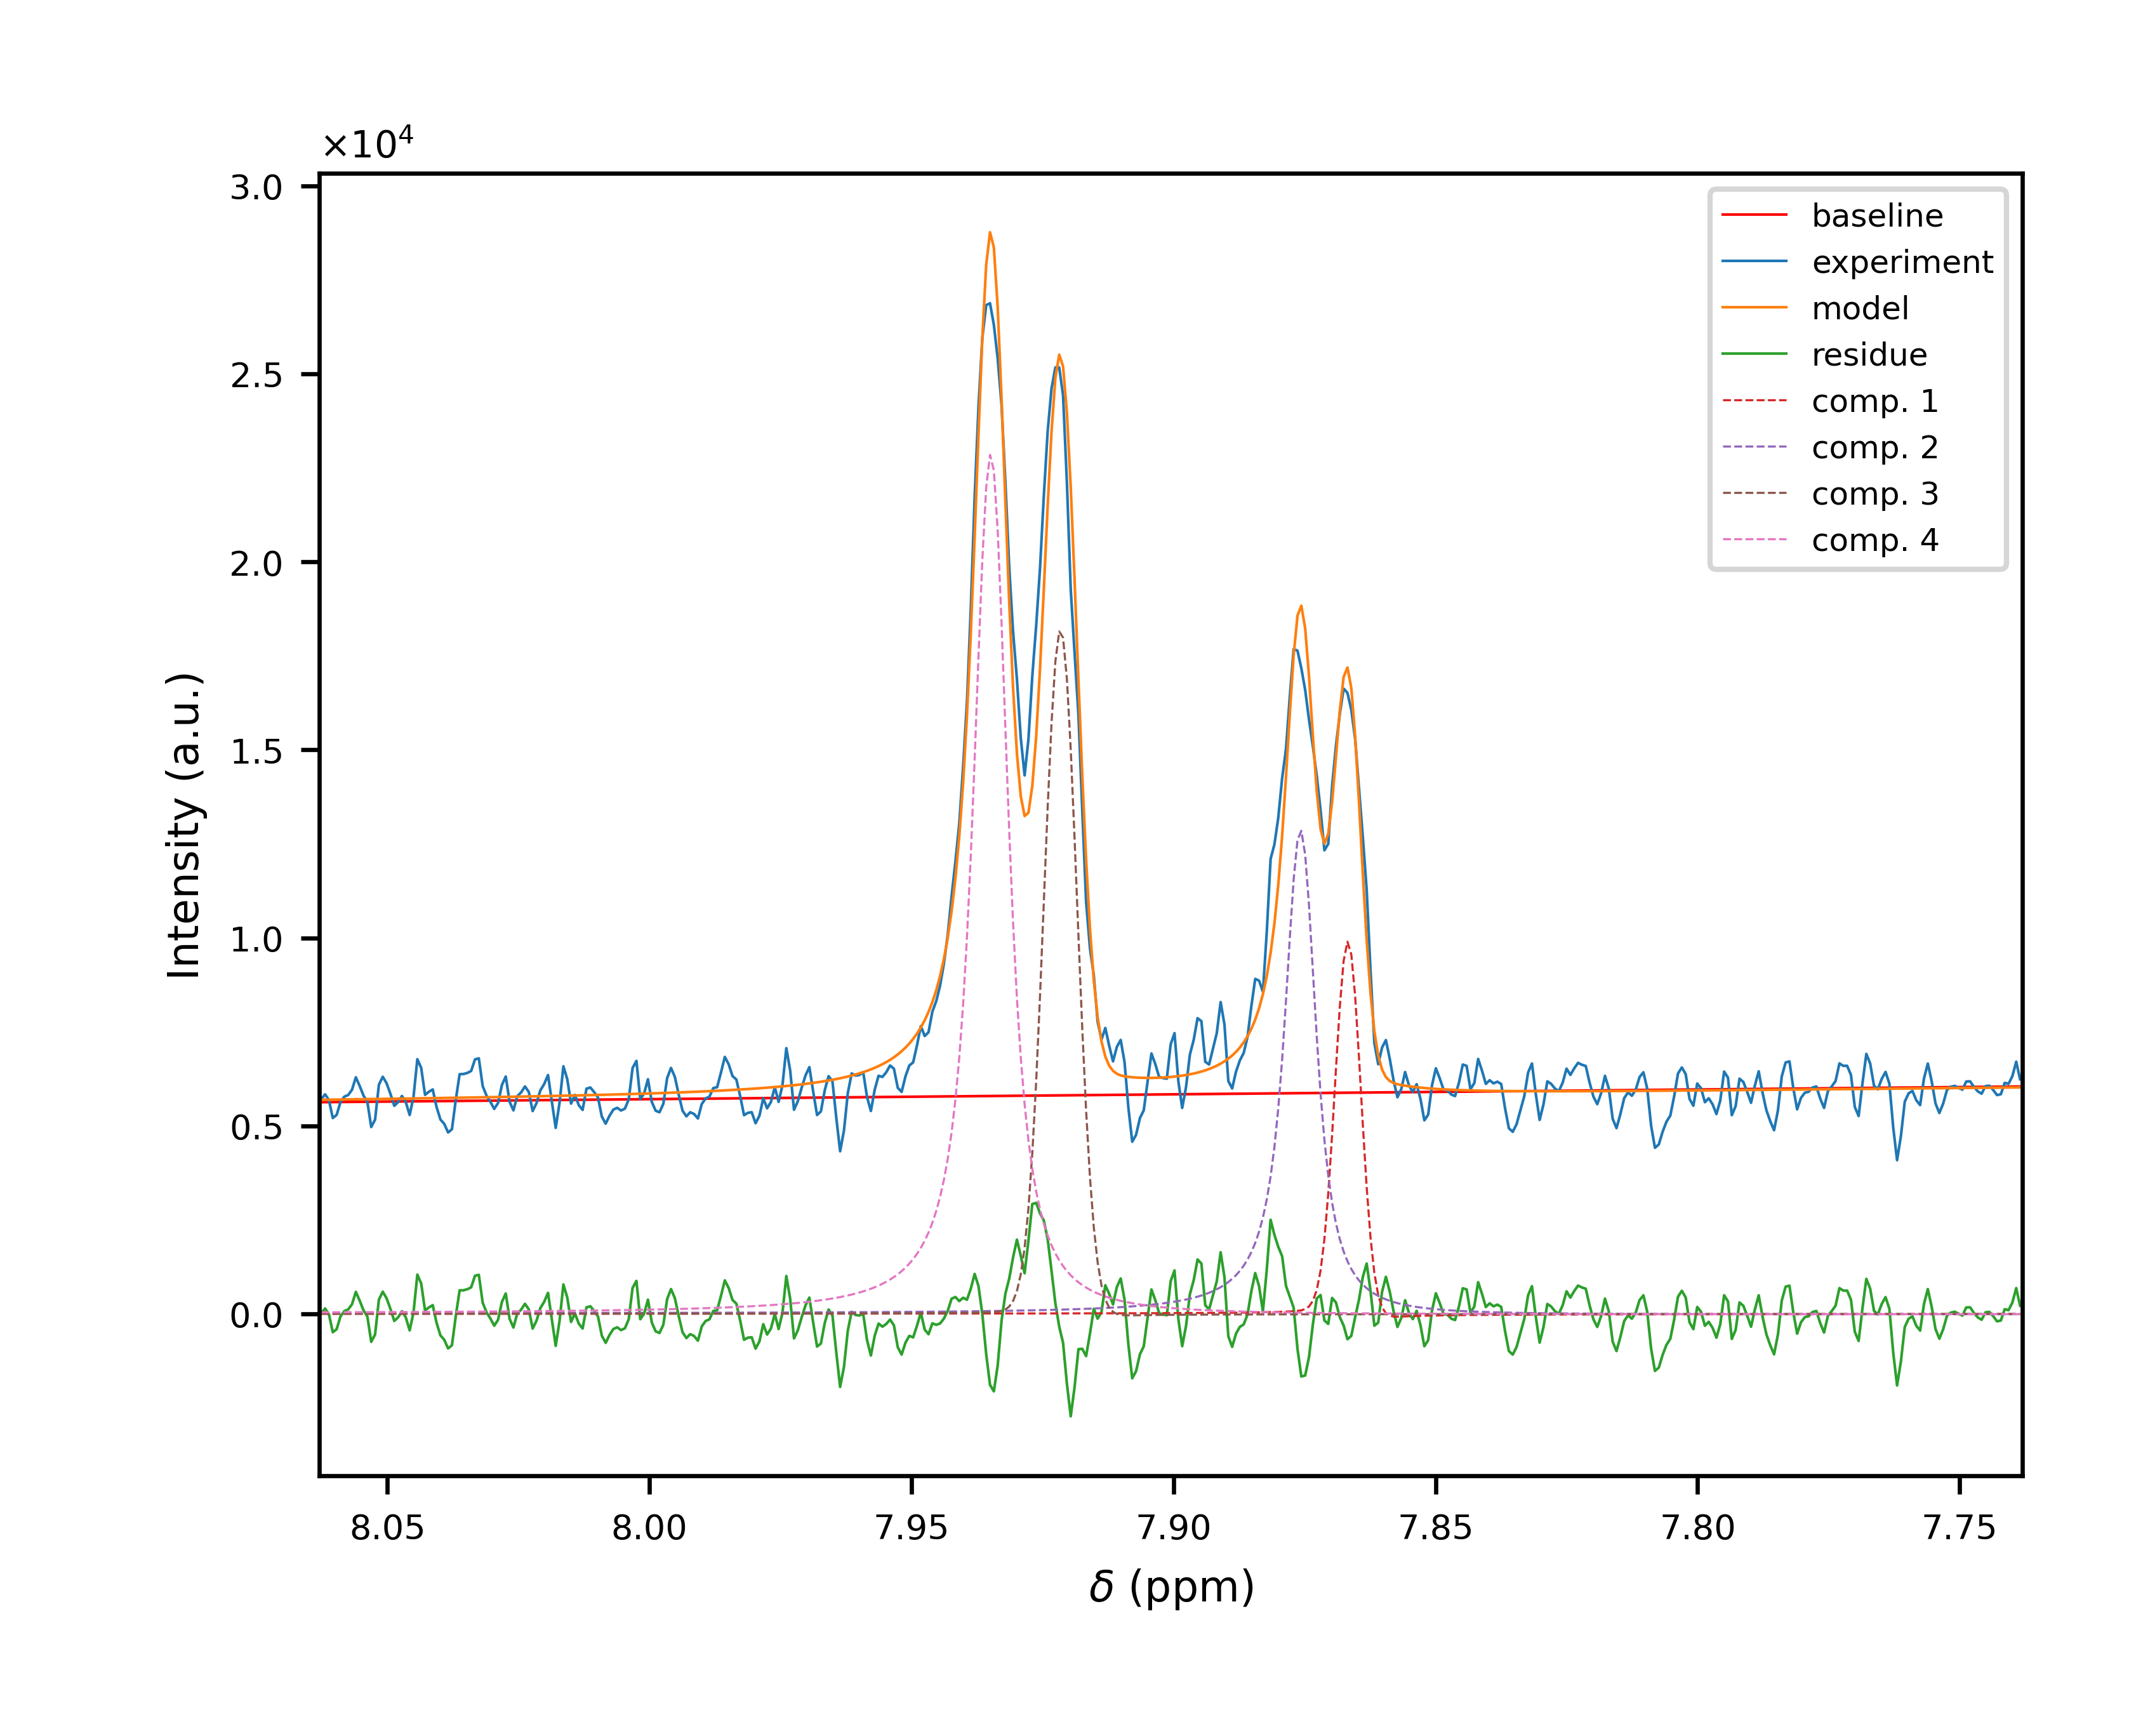 ×10⁴
3.0
2.5
2.0
1.5
1.0
0.5
0.0
Intensity (a.u.)
baseline
experiment
model
residue
comp. 1
comp. 2
comp. 3
comp. 4
8.05 8.00 7.95 7.90 7.85 7.80 7.75
δ (ppm)